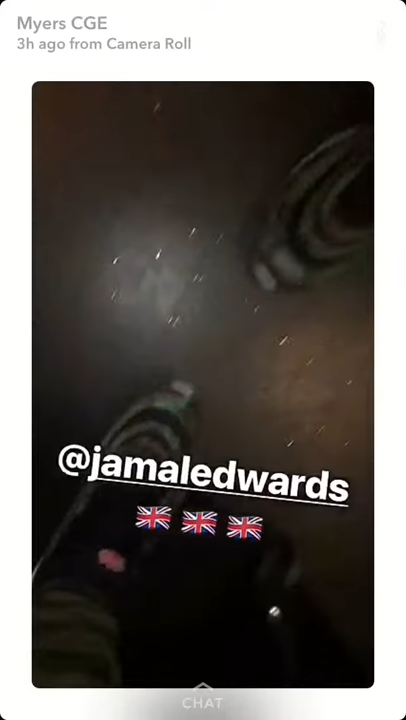 Myers CGE
3h ago from Camera Roll
@jamaledwards
🇬🇧 🇬🇧 🇬🇧
CHAT